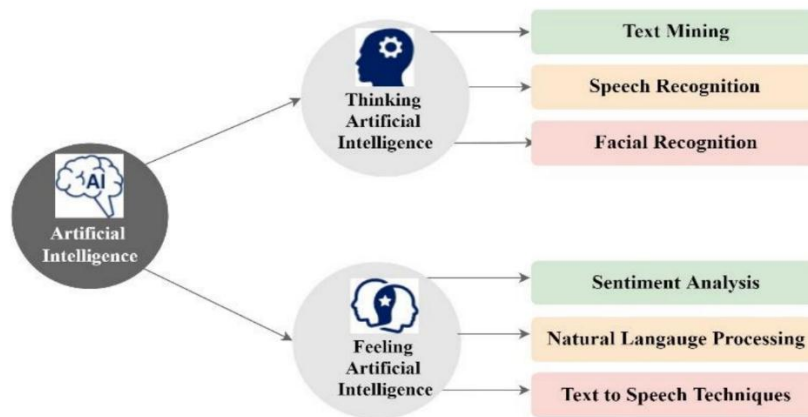 AI
Artificial
Intelligence
Thinking
Artificial
Intelligence
Text Mining
Speech Recognition
Facial Recognition
Feeling
Artificial
Intelligence
Sentiment Analysis
Natural Langauge Processing
Text to Speech Techniques